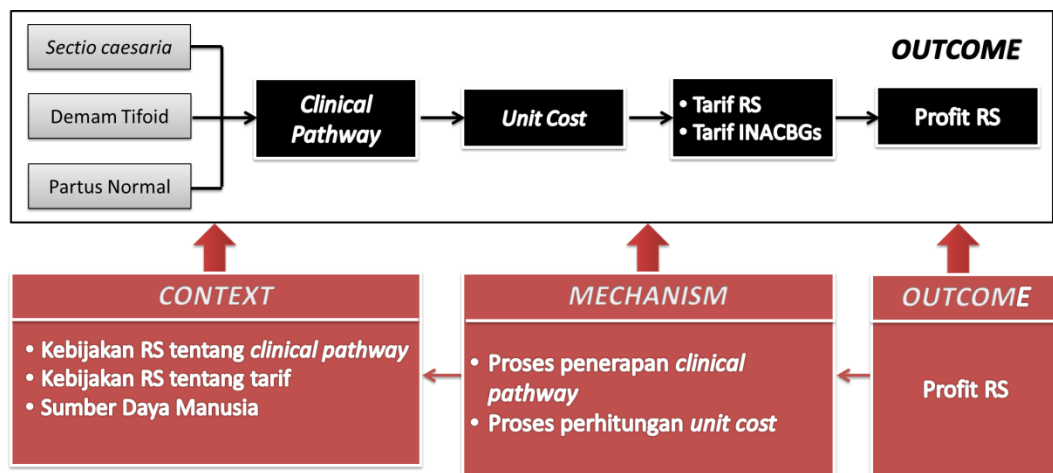 OUTCOME
Sectio caesaria
Demam Tifoid
Partus Normal
Clinical
Pathway
Unit Cost
• Tarif RS
• Tarif INACBGs
Profit RS
CONTEXT
• Kebijakan RS tentang clinical pathway
• Kebijakan RS tentang tarif
• Sumber Daya Manusia
MECHANISM
• Proses penerapan clinical
pathway
• Proses perhitungan unit cost
OUTCOME
Profit RS